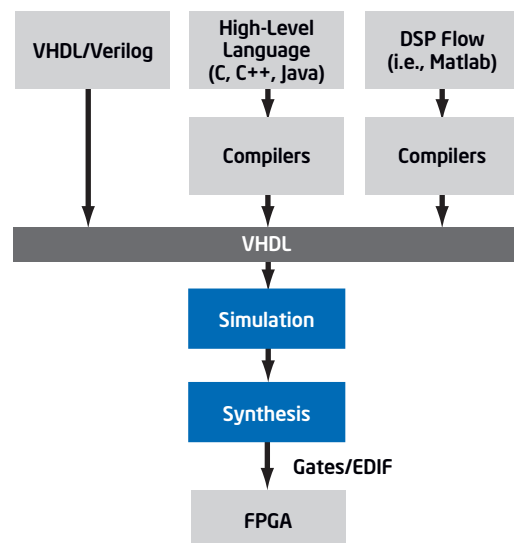 VHDL/Verilog
High-Level
Language
(C, C++, Java)
DSP Flow
(i.e., Matlab)
Compilers
Compilers
VHDL
Simulation
Synthesis
Gates/EDIF
FPGA